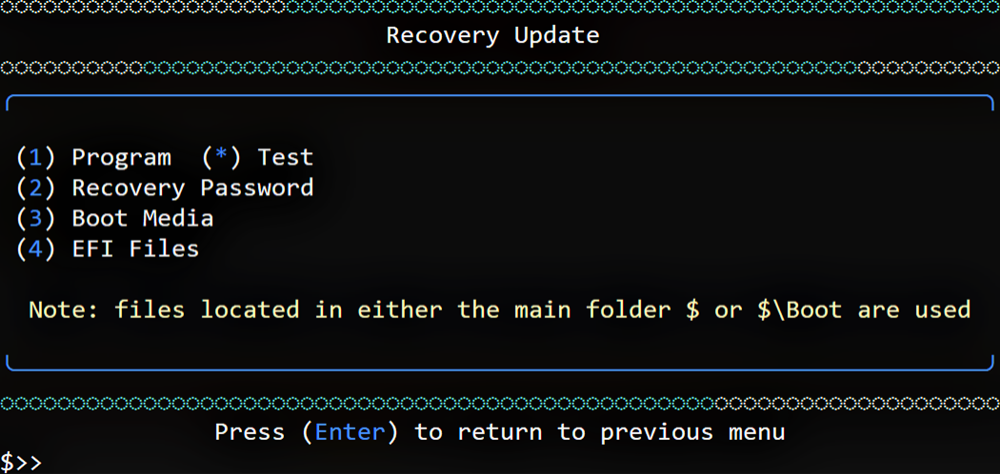 Recovery Update
(1) Program  (*) Test
(2) Recovery Password
(3) Boot Media
(4) EFI Files
Note: files located in either the main folder $ or $\Boot are used
Press (Enter) to return to previous menu
$>>